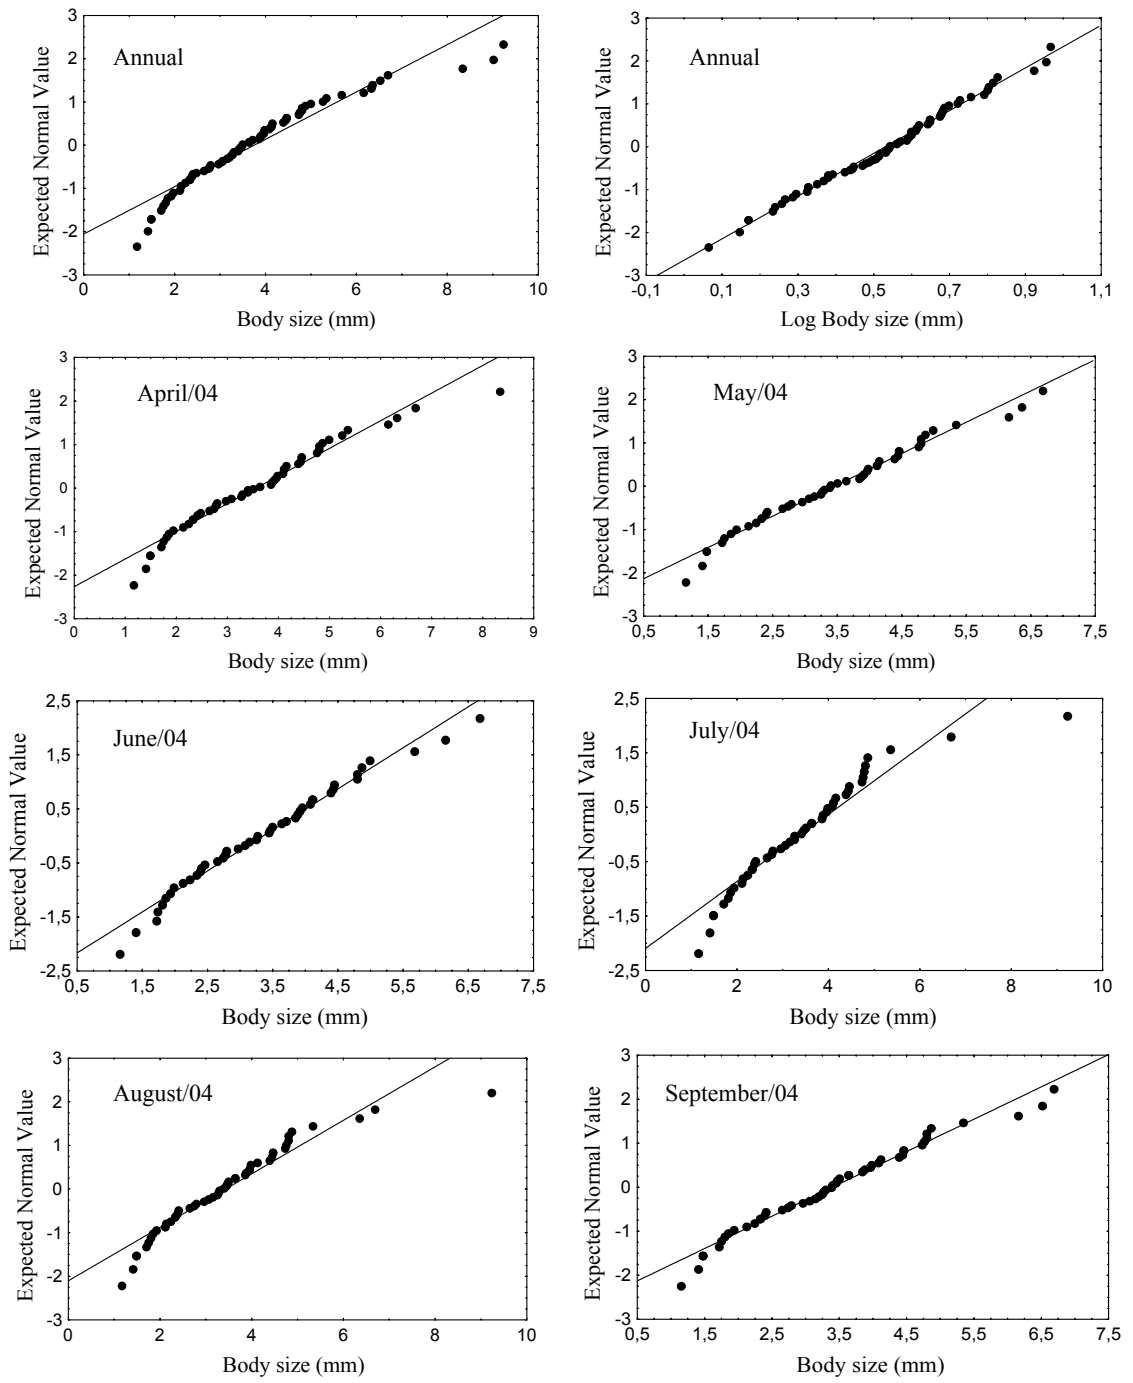 Annual
Expected Normal Value
3
2
1
0
-1
-2
-3
0 2 4 6 8 10
Body size (mm)
Annual
Expected Normal Value
3
2
1
0
-1
-2
-3
-0,1 0,1 0,3 0,5 0,7 0,9 1,1
Log Body size (mm)
April/04
Expected Normal Value
3
2
1
0
-1
-2
-3
0 1 2 3 4 5 6 7 8 9
Body size (mm)
May/04
Expected Normal Value
3
2
1
0
-1
-2
-3
0,5 1,5 2,5 3,5 4,5 5,5 6,5 7,5
Body size (mm)
June/04
Expected Normal Value
2,5
1,5
0,5
-0,5
-1,5
-2,5
0,5 1,5 2,5 3,5 4,5 5,5 6,5 7,5
Body size (mm)
July/04
Expected Normal Value
2,5
1,5
0,5
-0,5
-1,5
-2,5
0 2 4 6 8 10
Body size (mm)
August/04
Expected Normal Value
3
2
1
0
-1
-2
-3
0 2 4 6 8 10
Body size (mm)
September/04
Expected Normal Value
3
2
1
0
-1
-2
-3
0,5 1,5 2,5 3,5 4,5 5,5 6,5 7,5
Body size (mm)